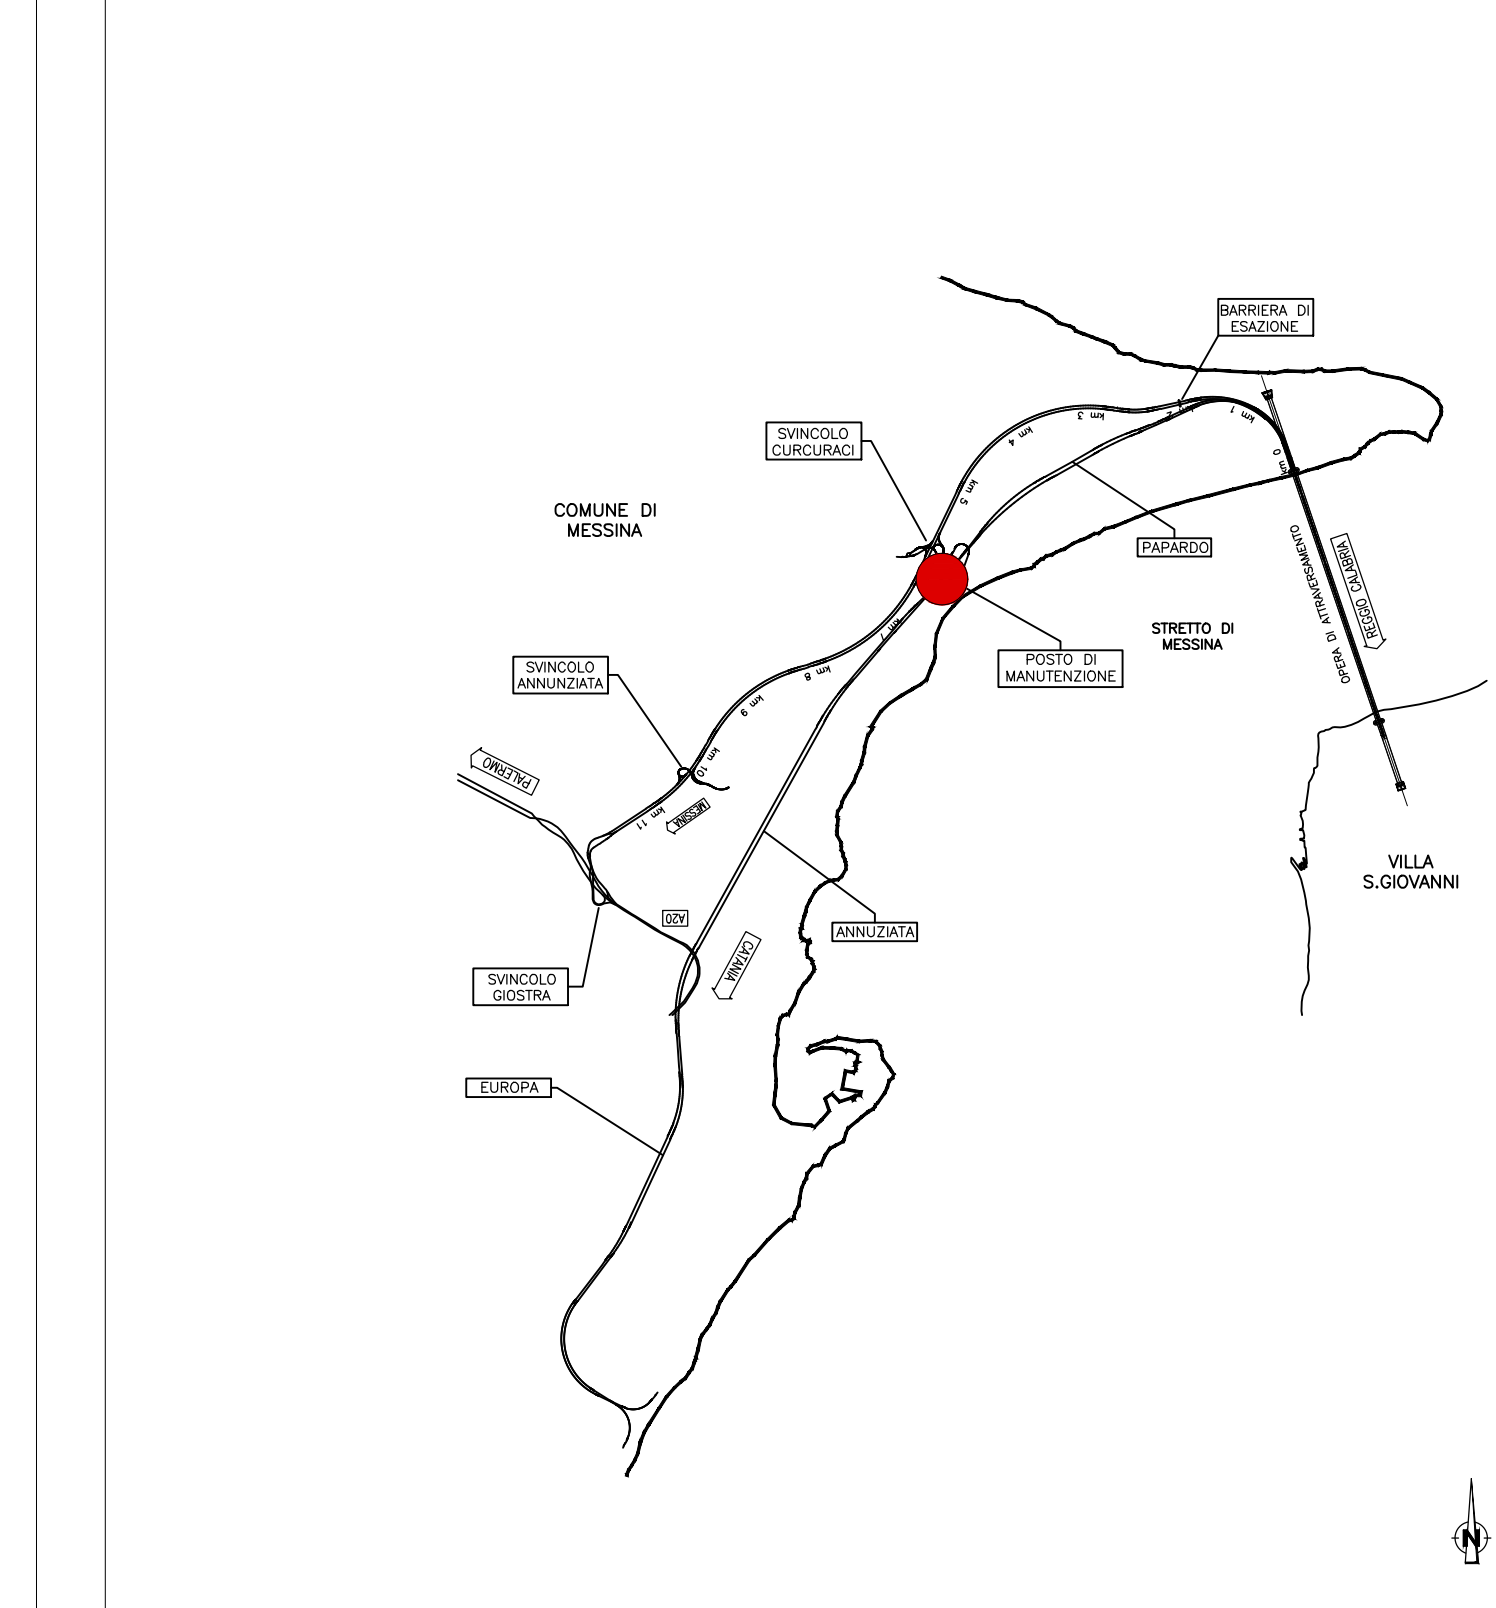 BARRIERA DI
ESAZIONE
km 3
km 2
km 1
km 4
SVINCOLO
CURCURACI
km 0
km 5
COMUNE DI
MESSINA
PAPARDO
OPERA DI ATTRAVERSAMENTO
REGGIO CALABRIA
km 7
STRETTO DI
MESSINA
POSTO DI
MANUTENZIONE
SVINCOLO
ANNUNZIATA
km 8
km 9
PALERMO
km 10
MESSINA
km 11
VILLA
S.GIOVANNI
A20
ANNUZIATA
CATANIA
SVINCOLO
GIOSTRA
EUROPA
N